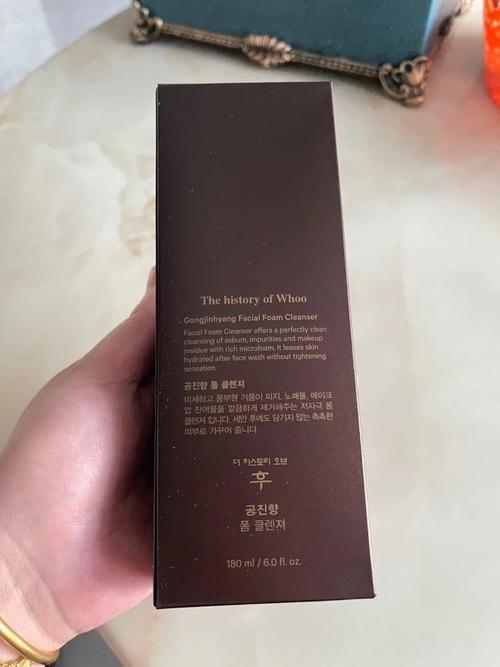 The history of Whoo
Gongjinhyang Facial Foam Cleanser
Facial Foam Cleanser offers a perfectly clean
cleansing of sebum, impurities and makeup
residue with rich microfoam. It leaves skin
hydrated after face wash without tightening
sensation.
공진향 폼 클렌져
미세하고 풍부한 거품이 피지, 노폐물, 메이크
업 잔여물을 말끔하게 제거해주는 저자극 폼
클렌져 입니다. 세안 후에도 당기지 않는 촉촉한
피부로 가꾸어 줍니다.
더 히스토리 오브
후
공진향
폼 클렌져
180 ml / 6.0 fl. oz.